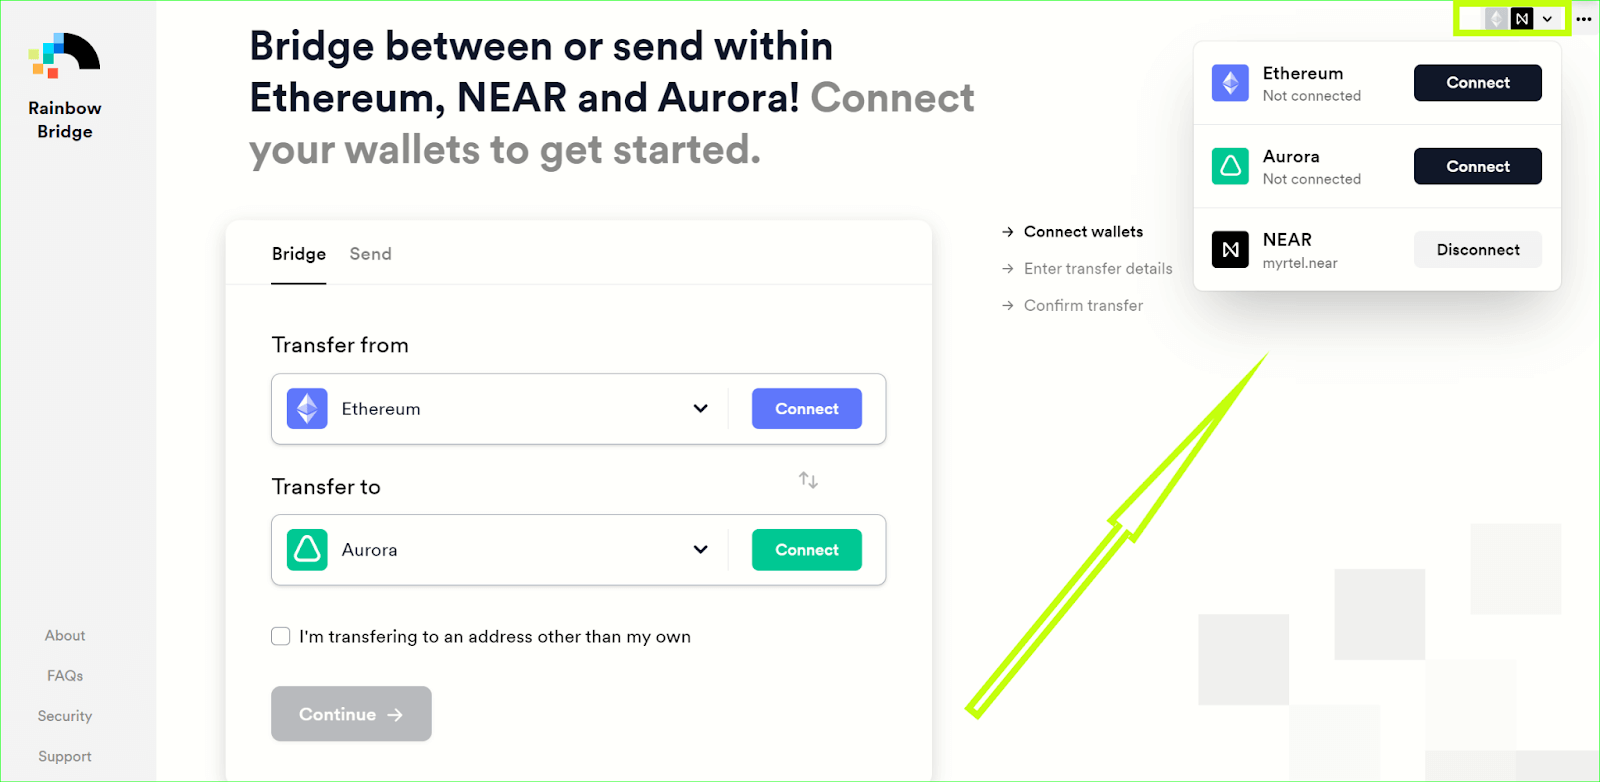 Rainbow
Bridge
Bridge between or send within
Ethereum, NEAR and Aurora! Connect
your wallets to get started.
Ethereum
Not connected
Connect
Aurora
Not connected
Connect
NEAR
myrtel.near
Disconnect
Bridge Send
Transfer from
Ethereum
Connect
Transfer to
Aurora
Connect
I'm transfering to an address other than my own
Continue →
→ Connect wallets
→ Enter transfer details
→ Confirm transfer
About
FAQs
Security
Support